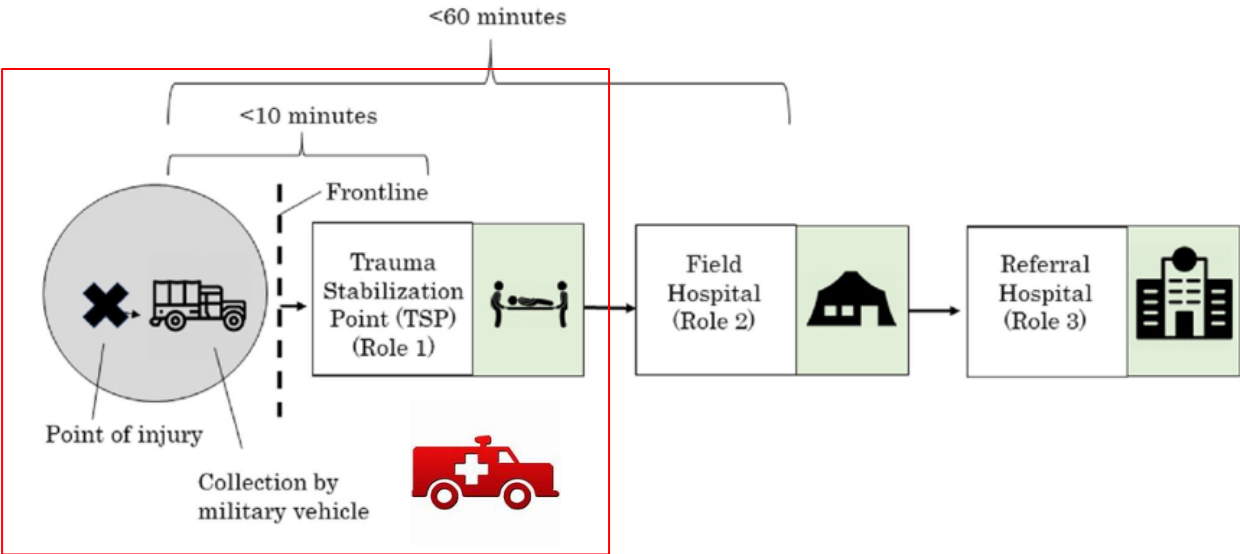 <60 minutes
<10 minutes
Frontline
Trauma
Stabilization
Point (TSP)
(Role 1)
Field
Hospital
(Role 2)
Referral
Hospital
(Role 3)
Point of injury
Collection by
military vehicle